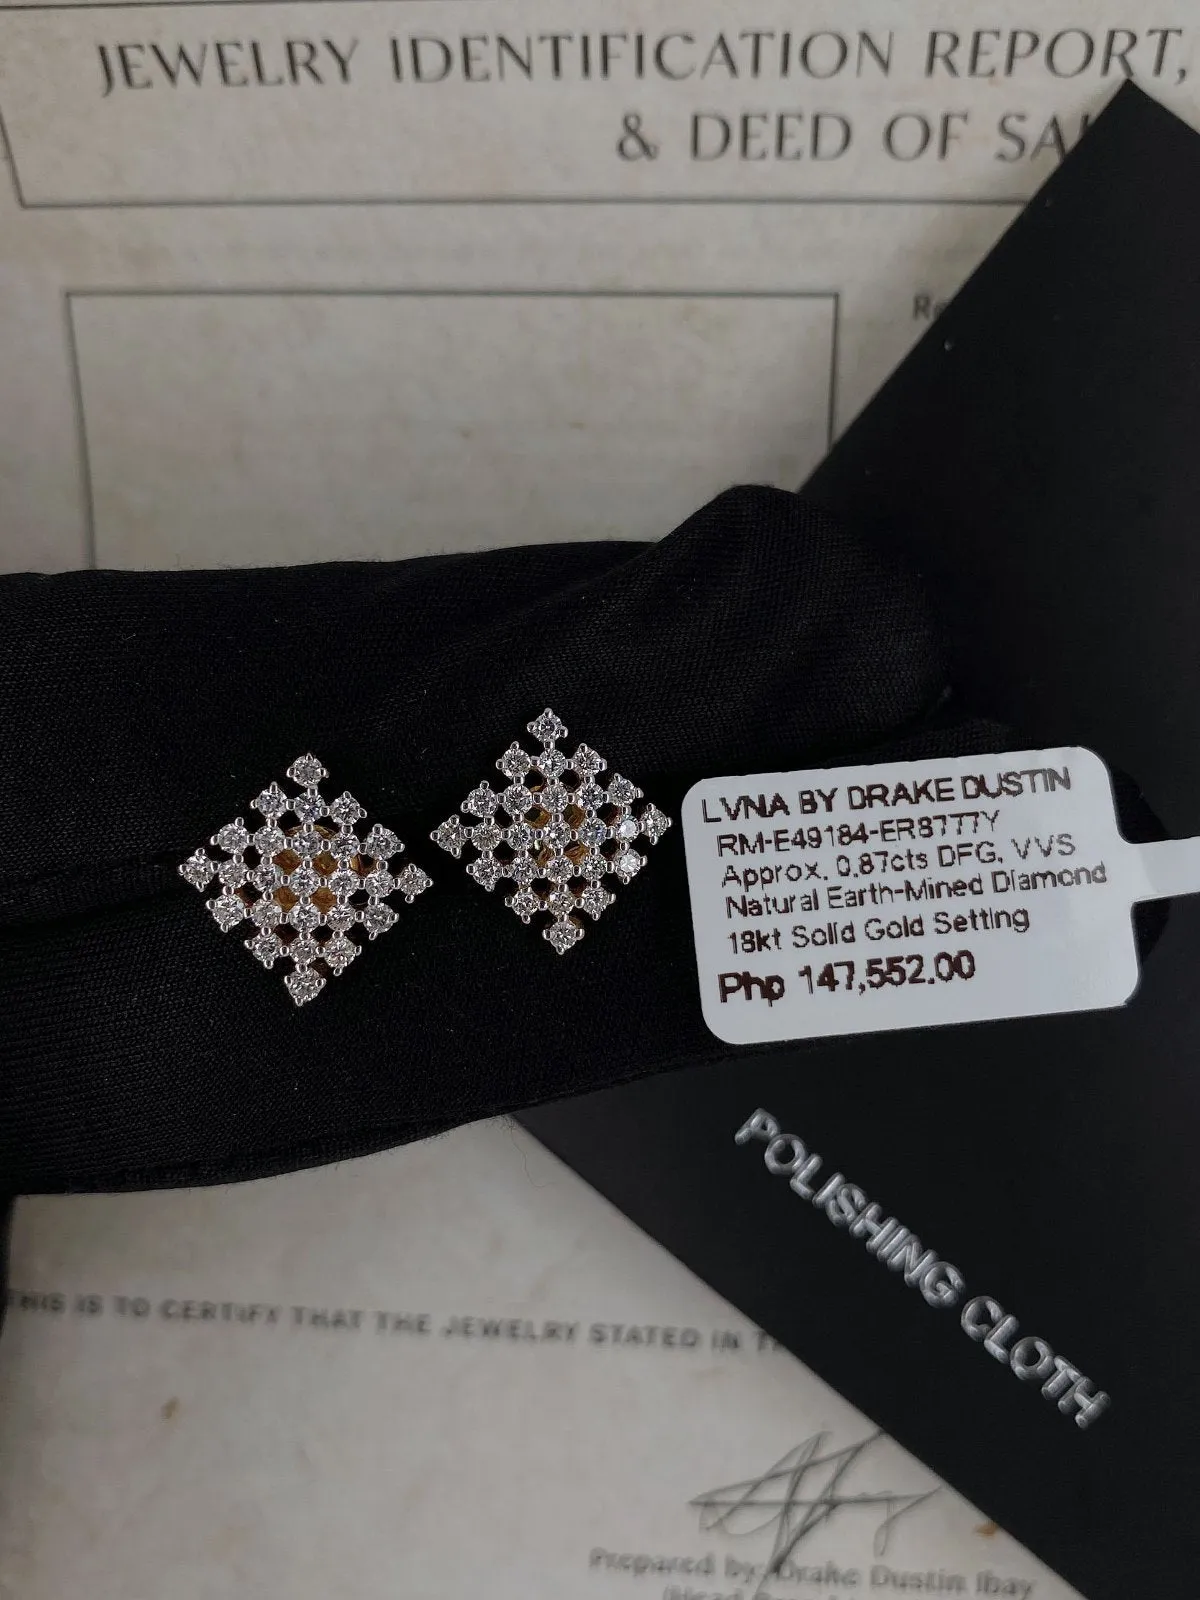 JEWELRY IDENTIFICATION REPORT,
& DEED OF
LVNA BY DRAKE DUSTIN
RM-E49184-ER8777Y
Approx. 0.87cts DFG, VVS
Natural Earth-Mined Diamond
18kt Solid Gold Setting
Php 147,552.00
POLISHING CLOTH
THIS IS TO CERTIFY THAT THE JEWELRY STATED IN
Prepared by: Drake Dustin Ibay